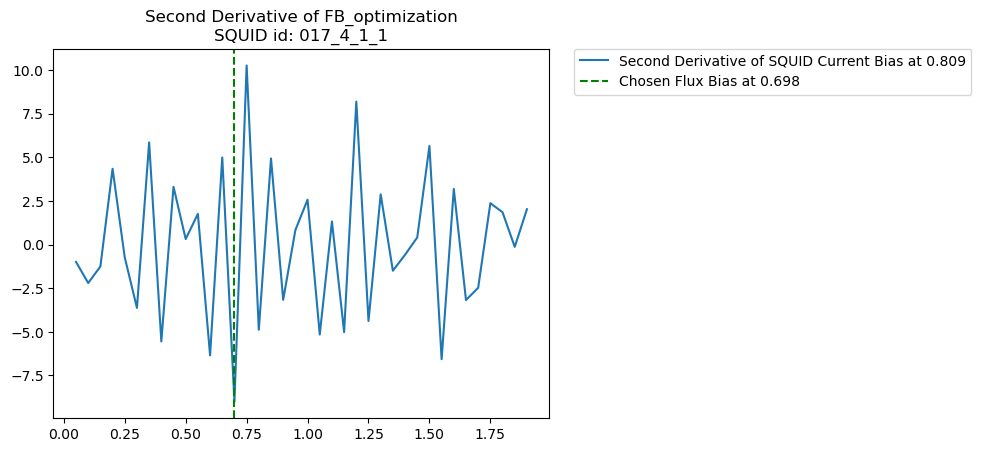 Second Derivative of FB_optimization
SQUID id: 017_4_1_1
Second Derivative of SQUID Current Bias at 0.809
Chosen Flux Bias at 0.698
10.0
7.5
5.0
2.5
0.0
−2.5
−5.0
−7.5
0.00 0.25 0.50 0.75 1.00 1.25 1.50 1.75